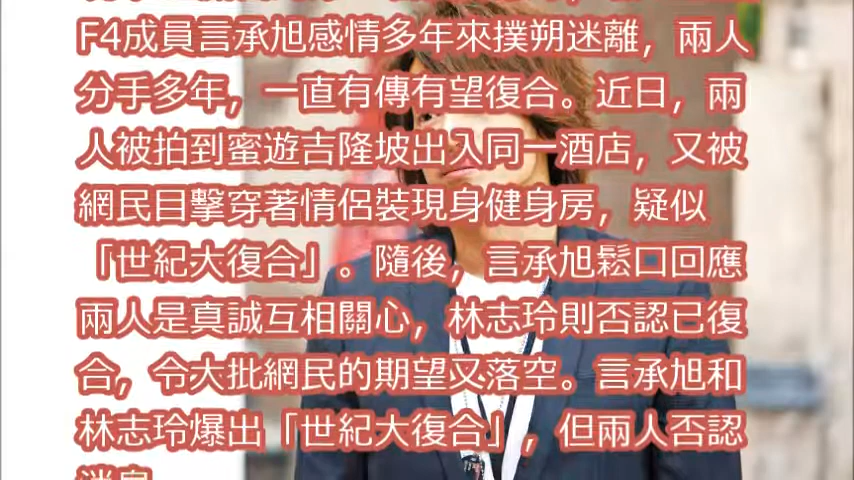 F4成員言承旭感情多年來撲朔迷離，兩人
分手多年，一直有傳有望復合。近日，兩
人被拍到蜜遊吉隆坡出入同一酒店，又被
網民目擊穿著情侶裝現身健身房，疑似
「世紀大復合」。隨後，言承旭鬆口回應
兩人是真誠互相關心，林志玲則否認已復
合，令大批網民的期望又落空。言承旭和
林志玲爆出「世紀大復合」，但兩人否認